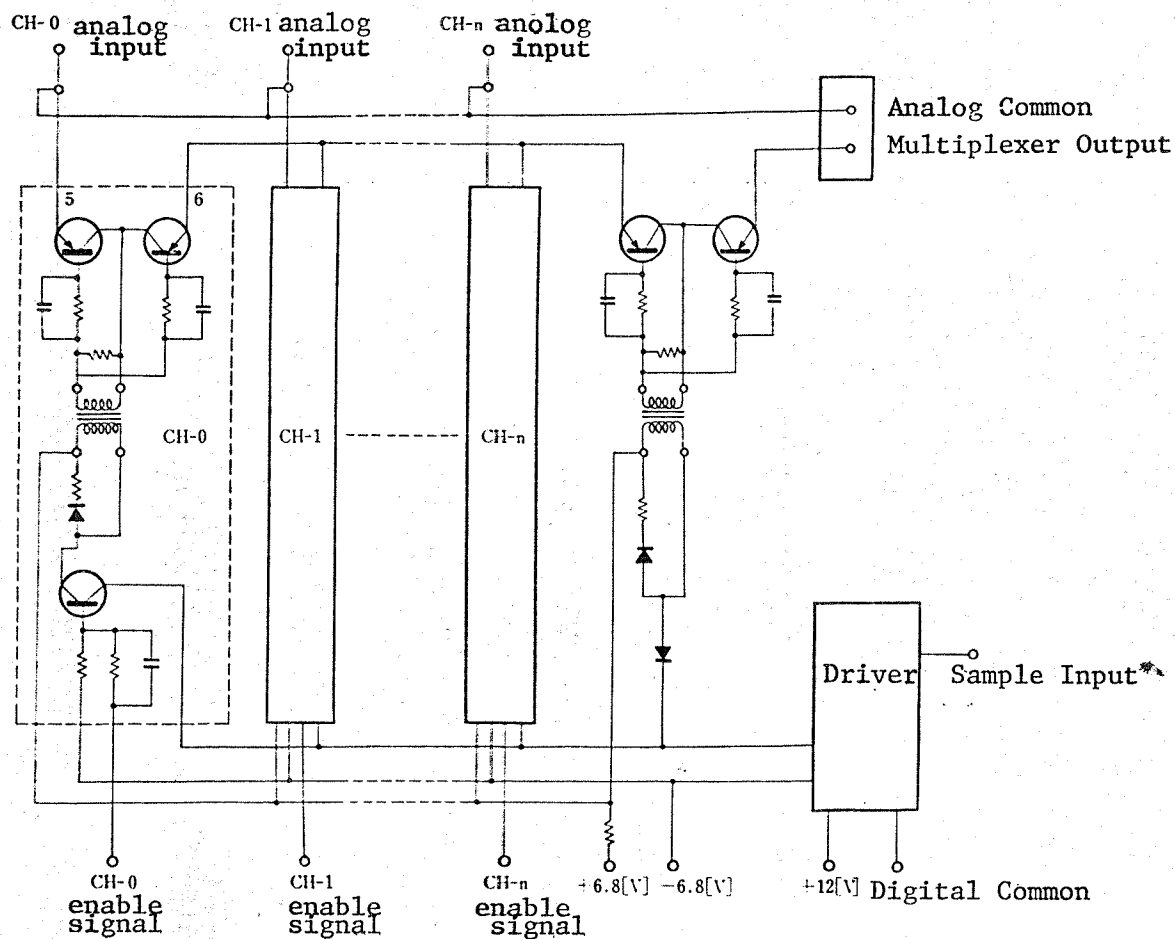 CH-0 analog
input
CH-1 analog
input
CH-n anolog
input
Analog Common
Multiplexer Output
5
6
CH-0
CH-1
CH-n
Driver
Sample Input
CH-0
enable
signal
CH-1
enable
signal
CH-n
enable
signal
+6.8[V]
-6.8[V]
+12[V]
Digital Common